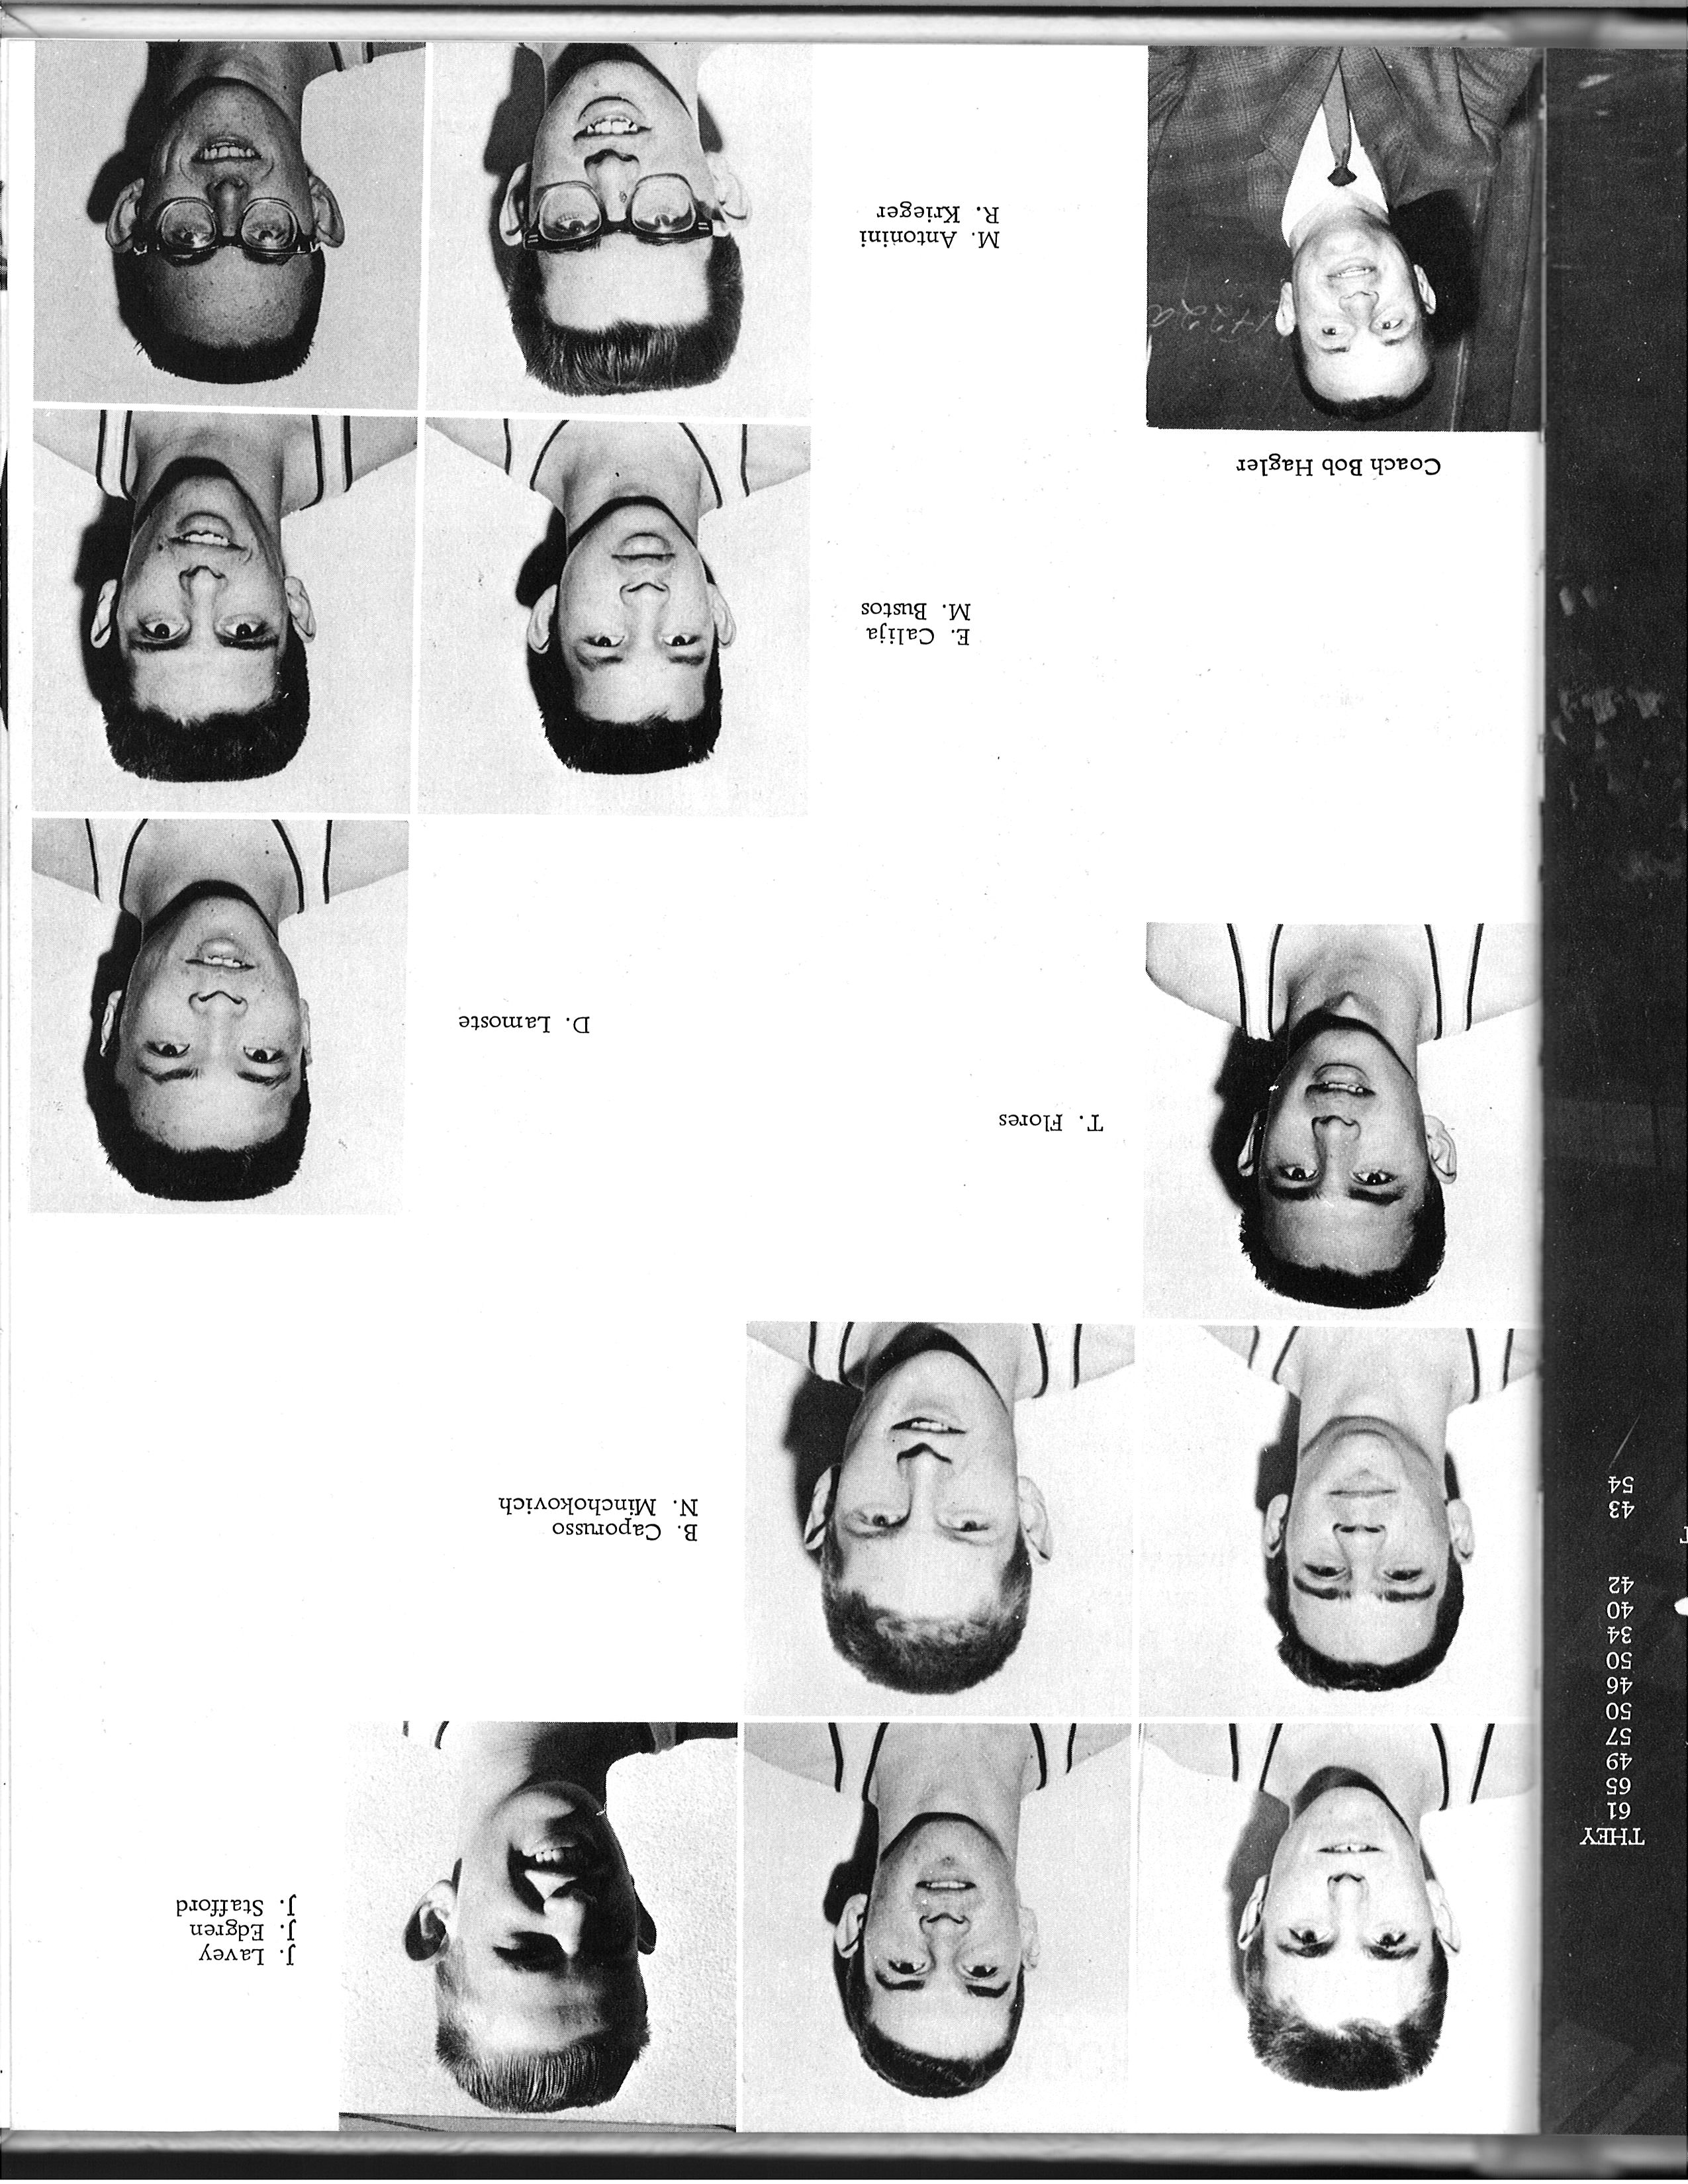 THEY
61
65
49
57
50
46
50
34
40
42
43
54
J. Lavey
J. Edgren
J. Stafford
B. Caporusso
N. Minchokovich
T. Flores
D. Lamoste
E. Calija
M. Bustos
Coach Bob Hagler
M. Antonini
R. Krieger